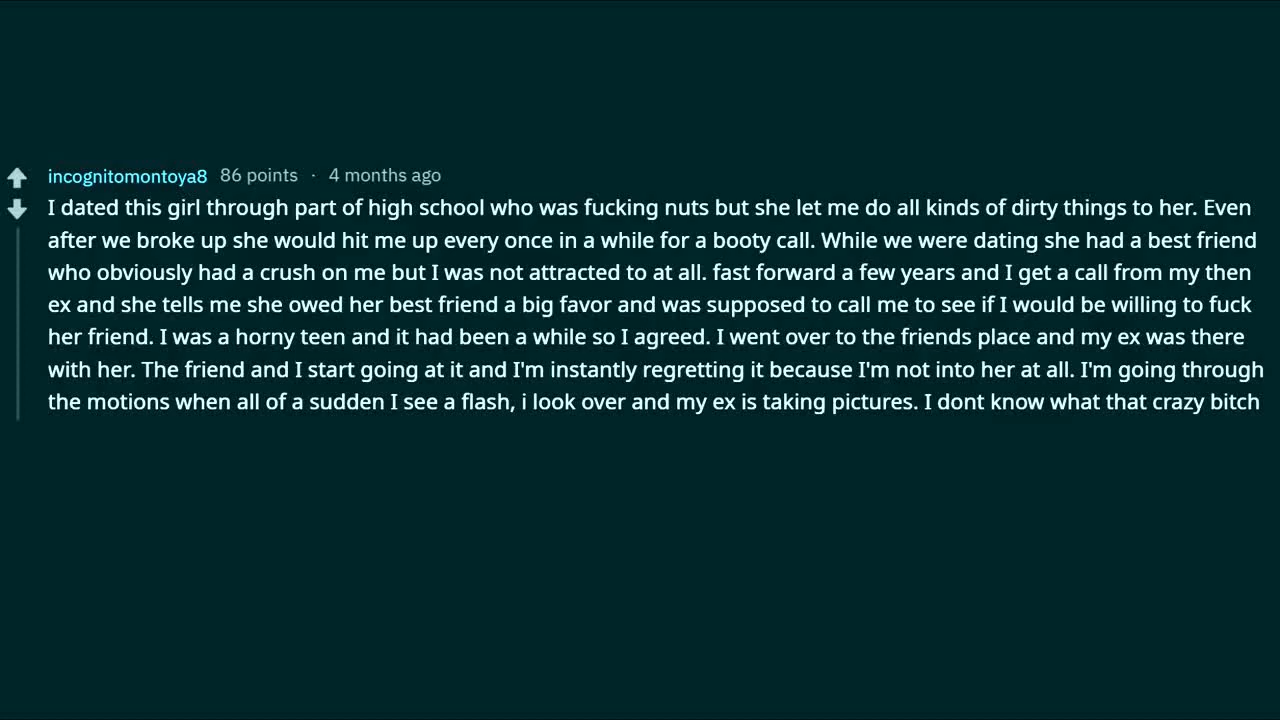 incognitomontoya8 86 points · 4 months ago
I dated this girl through part of high school who was fucking nuts but she let me do all kinds of dirty things to her. Even
after we broke up she would hit me up every once in a while for a booty call. While we were dating she had a best friend
who obviously had a crush on me but I was not attracted to at all. fast forward a few years and I get a call from my then
ex and she tells me she owed her best friend a big favor and was supposed to call me to see if I would be willing to fuck
her friend. I was a horny teen and it had been a while so I agreed. I went over to the friends place and my ex was there
with her. The friend and I start going at it and I'm instantly regretting it because I'm not into her at all. I'm going through
the motions when all of a sudden I see a flash, i look over and my ex is taking pictures. I dont know what that crazy bitch